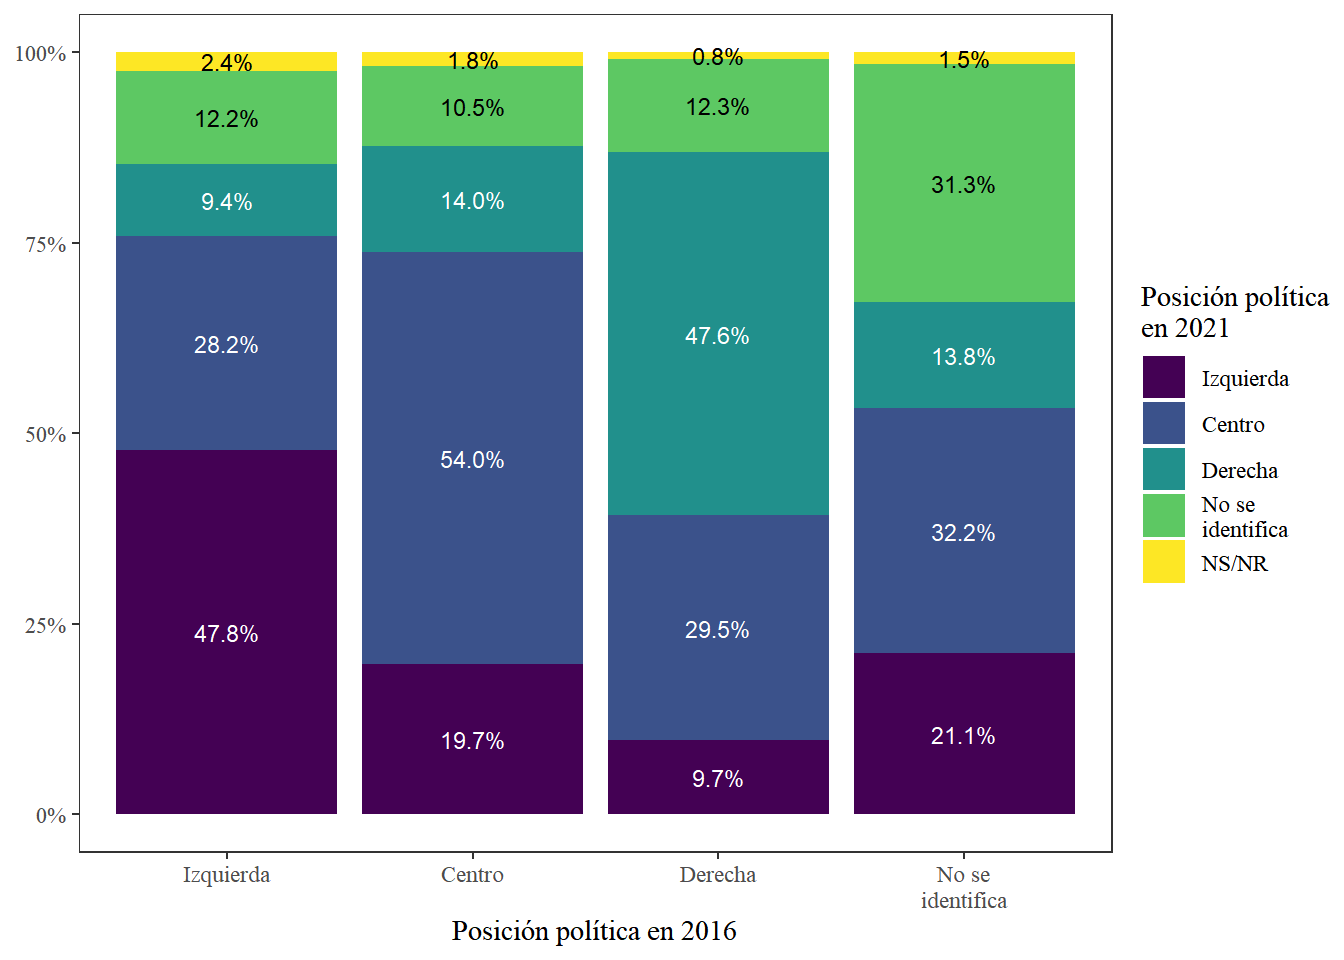 100%
75%
50%
25%
0%
2.4%
12.2%
9.4%
28.2%
47.8%
1.8%
10.5%
14.0%
54.0%
19.7%
0.8%
12.3%
47.6%
29.5%
9.7%
1.5%
31.3%
13.8%
32.2%
21.1%
Izquierda
Centro
Derecha
No se
identifica
Posición política en 2016
Posición política
en 2021
Izquierda
Centro
Derecha
No se
identifica
NS/NR